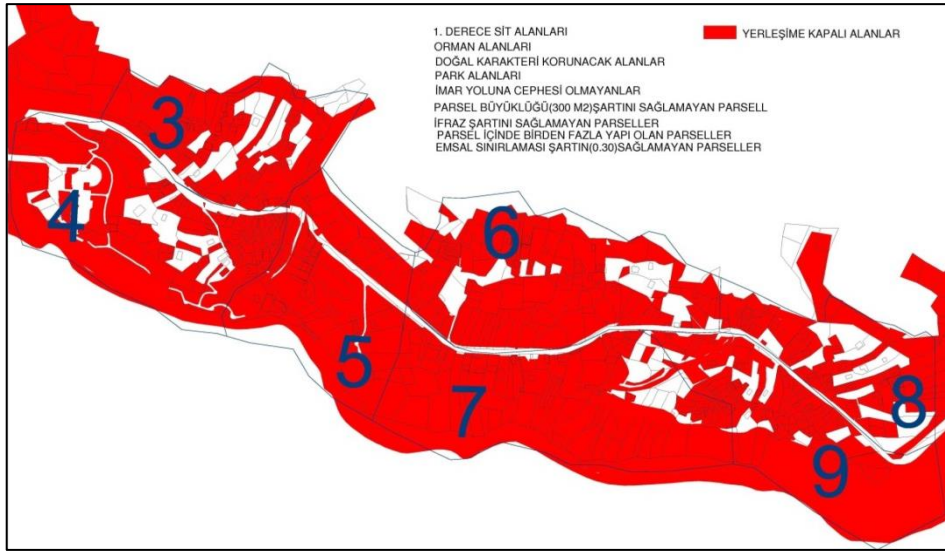 1. DERECE SİT ALANLARI
ORMAN ALANLARI
DOĞAL KARAKTERİ KORUNACAK ALANLAR
PARK ALANLARI
İMAR YOLUNA CEPHESİ OLMAYANLAR
PARSEL BÜYÜKLÜĞÜ(300 M2)ŞARTINI SAĞLAMAYAN PARSELL
İFRAZ ŞARTINI SAĞLAMAYAN PARSELLER
PARSEL İÇİNDE BİRDEN FAZLA YAPI OLAN PARSELLER
EMSAL SINIRLAMASI ŞARTIN(0.30)SAĞLAMAYAN PARSELLER
YERLEŞİME KAPALI ALANLAR
3
4
6
5
7
8
9